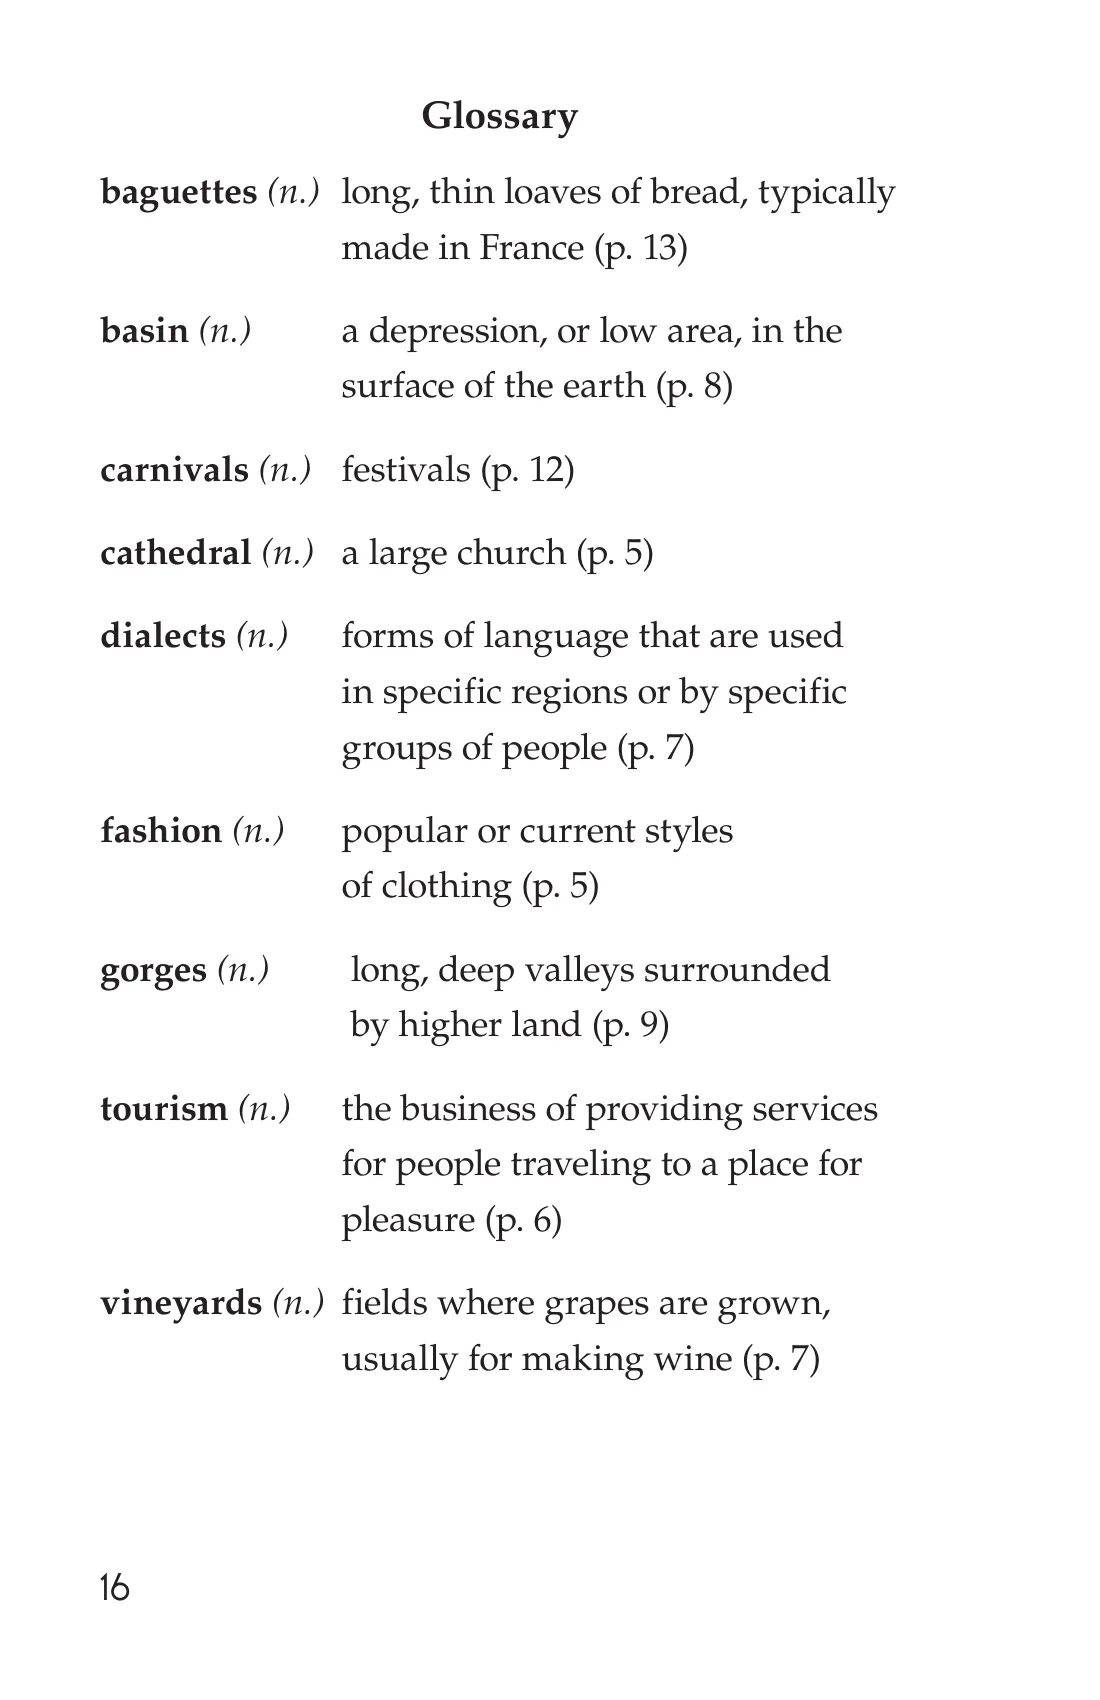 Glossary
baguettes (n.) long, thin loaves of bread, typically
made in France (p. 13)
basin (n.) a depression, or low area, in the
surface of the earth (p. 8)
carnivals (n.) festivals (p. 12)
cathedral (n.) a large church (p. 5)
dialects (n.) forms of language that are used
in specific regions or by specific
groups of people (p. 7)
fashion (n.) popular or current styles
of clothing (p. 5)
gorges (n.) long, deep valleys surrounded
by higher land (p. 9)
tourism (n.) the business of providing services
for people traveling to a place for
pleasure (p. 6)
vineyards (n.) fields where grapes are grown,
usually for making wine (p. 7)
16